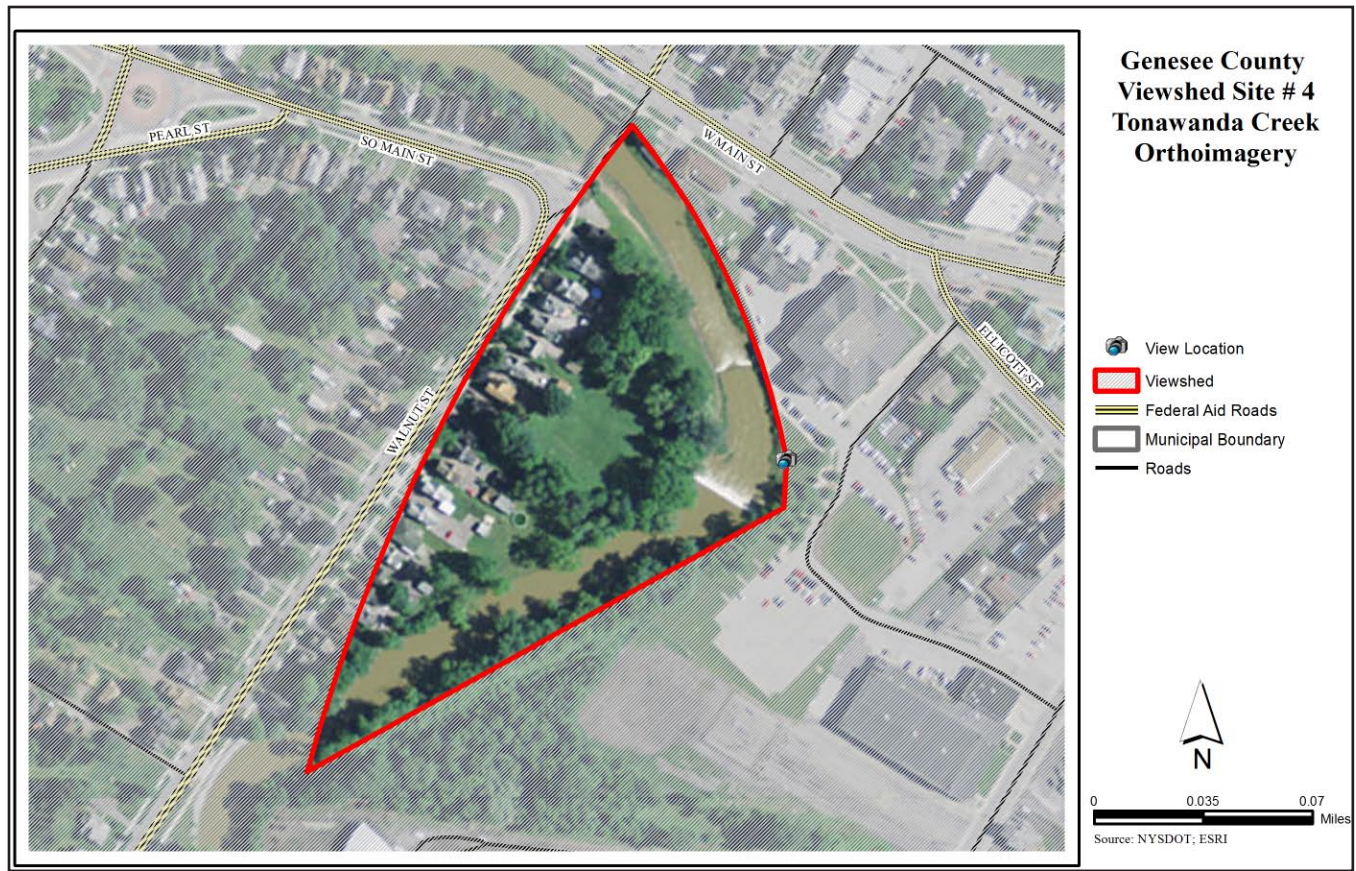 Genesee County
Viewshed Site # 4
Tonawanda Creek
Orthoimagery
PEARL ST
SO MAIN ST
W MAIN ST
ELLICOTT ST
WALNUT ST
View Location
Viewshed
Federal Aid Roads
Municipal Boundary
Roads
N
0 0.035 0.07
Miles
Source: NYSDOT; ESRI